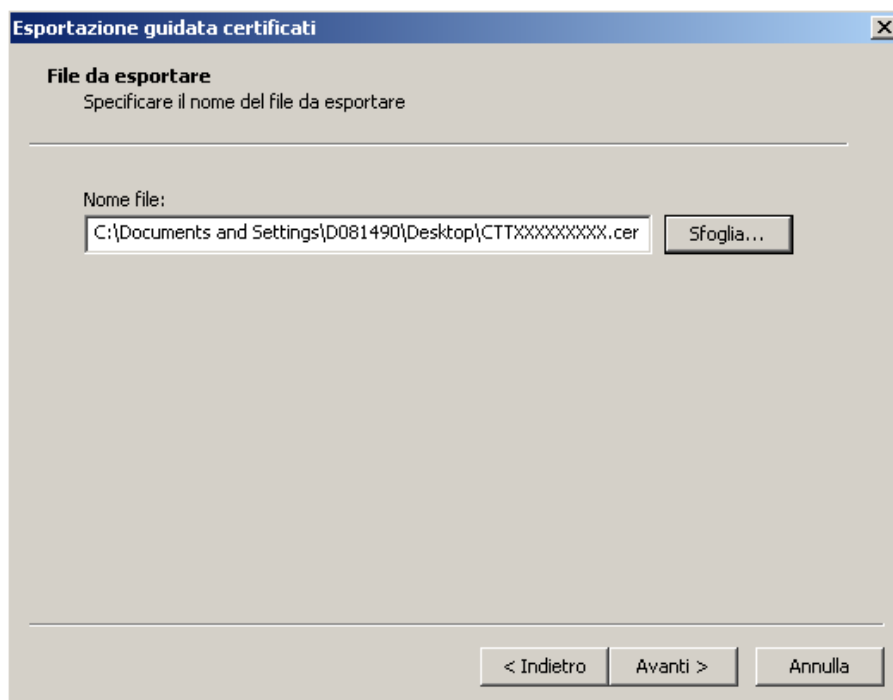 Esportazione guidata certificati
File da esportare
Specificare il nome del file da esportare
Nome file:
C:\Documents and Settings\D081490\Desktop\CTTXXXXXXXXX.cer
Sfoglia...
< Indietro
Avanti >
Annulla